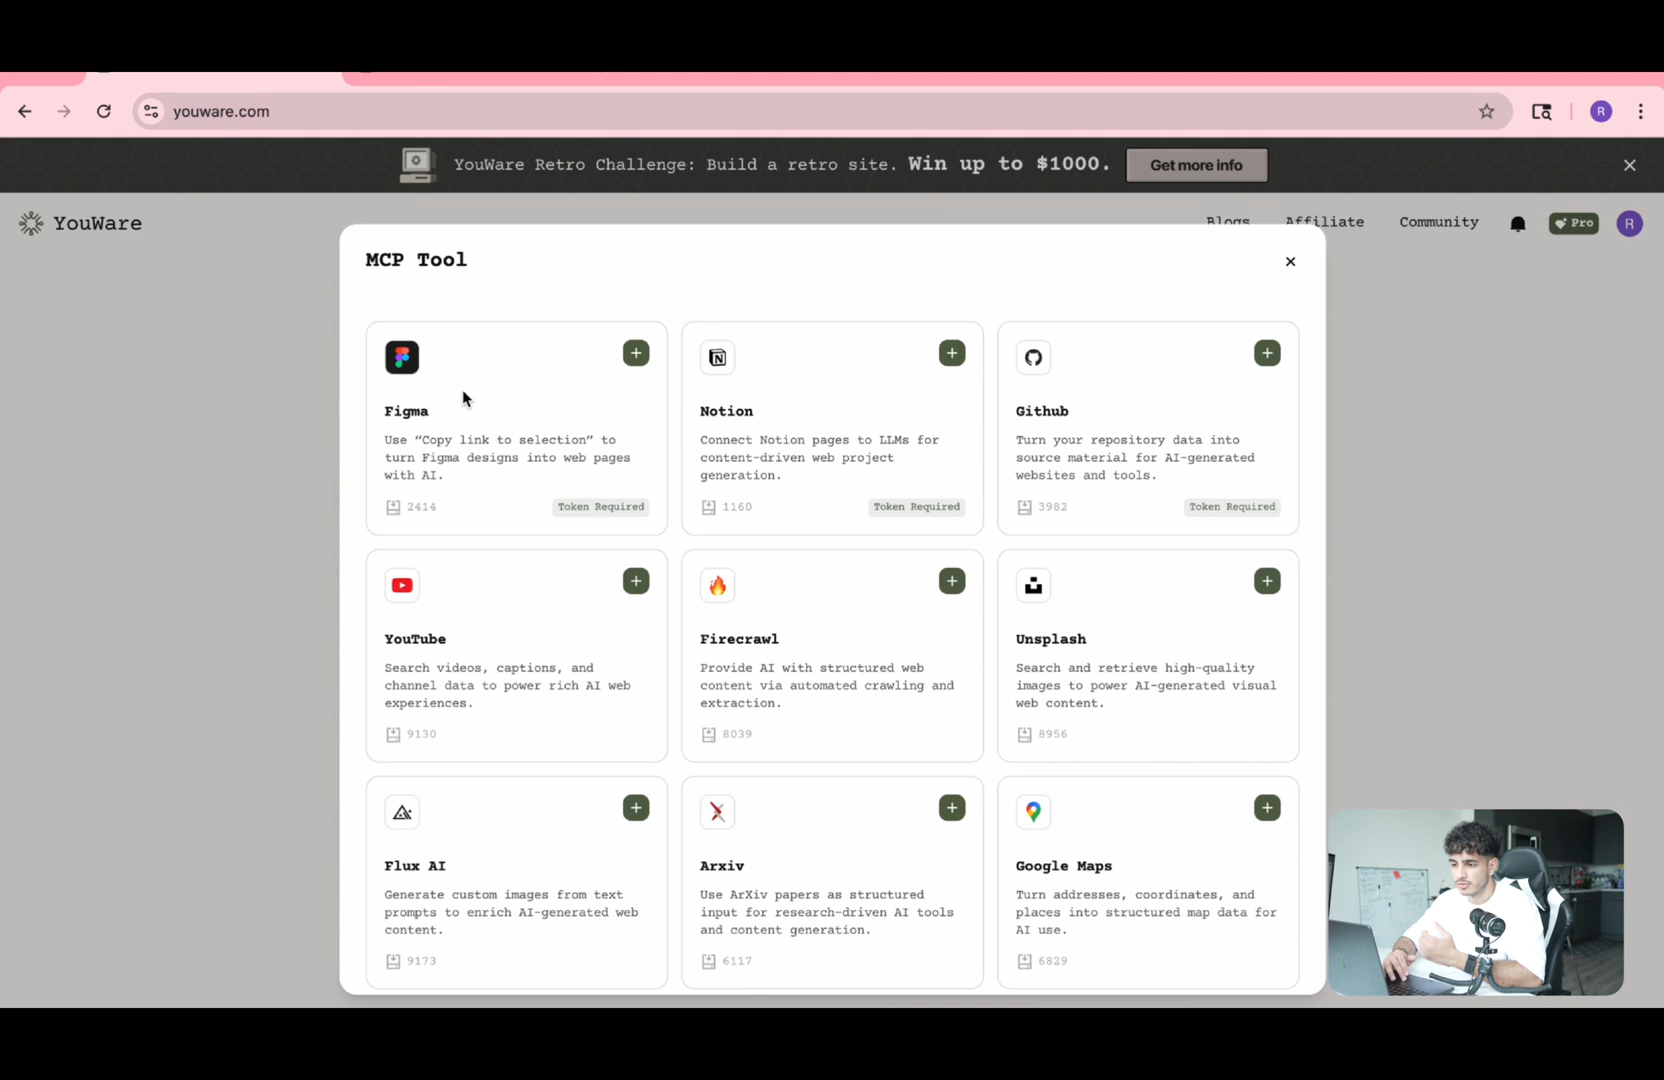 youware.com
R
YouWare Retro Challenge: Build a retro site. Win up to $1000.
Get more info
YouWare
Blogs
Affiliate
Community
Pro
R
MCP Tool
Figma
Use “Copy link to selection” to
turn Figma designs into web pages
with AI.
2414
Token Required
Notion
Connect Notion pages to LLMs for
content-driven web project
generation.
1160
Token Required
Github
Turn your repository data into
source material for AI-generated
websites and tools.
3982
Token Required
YouTube
Search videos, captions, and
channel data to power rich AI web
experiences.
9130
Firecrawl
Provide AI with structured web
content via automated crawling and
extraction.
8039
Unsplash
Search and retrieve high-quality
images to power AI-generated visual
web content.
8956
Flux AI
Generate custom images from text
prompts to enrich AI-generated web
content.
9173
Arxiv
Use ArXiv papers as structured
input for research-driven AI tools
and content generation.
6117
Google Maps
Turn addresses, coordinates, and
places into structured map data for
AI use.
6829